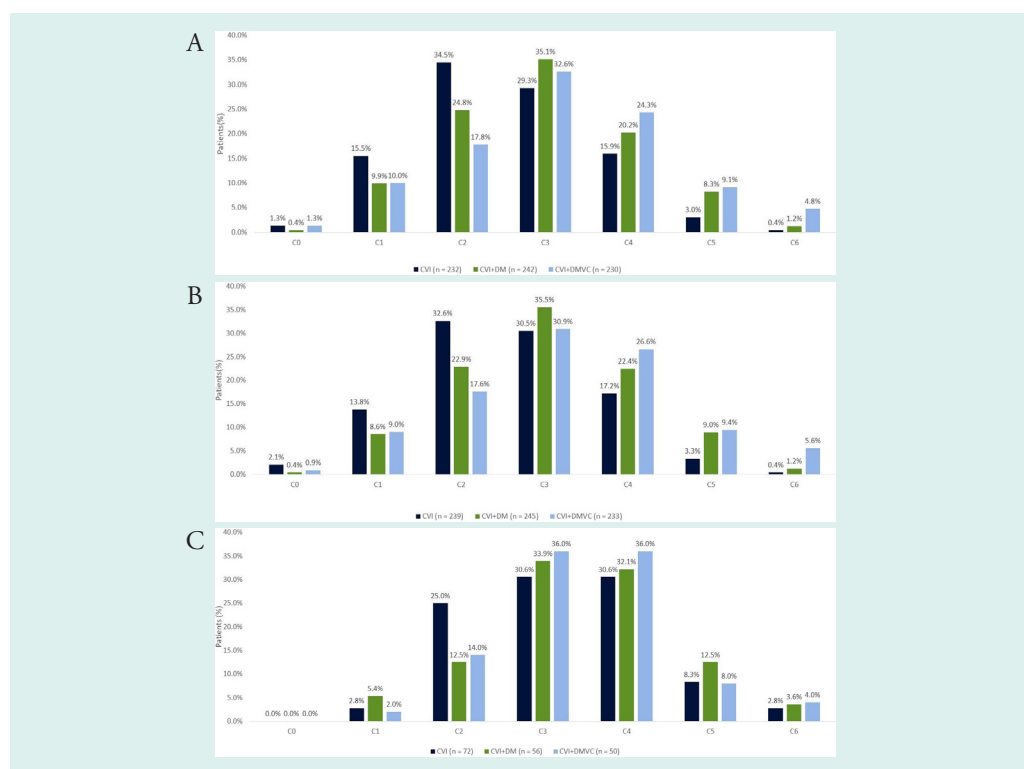 A
40.0%
35.0%
30.0%
25.0%
20.0%
15.0%
10.0%
5.0%
0.0%
Patients(%)
1.3% 0.4% 1.3%
15.5% 9.9% 10.0%
34.5% 24.8% 17.8%
29.3% 35.1% 32.6%
15.9% 20.2% 24.3%
3.0% 8.3% 9.1%
0.4% 1.2% 4.8%
C0 C1 C2 C3 C4 C5 C6
CVI (n = 232) CVI+DM (n = 242) CVI+DMVC (n = 230)
B
40.0%
35.0%
30.0%
25.0%
20.0%
15.0%
10.0%
5.0%
0.0%
Patients(%)
2.1% 0.4% 0.9%
13.8% 8.6% 9.0%
32.6% 22.9% 17.6%
30.5% 35.5% 30.9%
17.2% 22.4% 26.6%
3.3% 9.0% 9.4%
0.4% 1.2% 5.6%
C0 C1 C2 C3 C4 C5 C6
CVI (n = 239) CVI+DM (n = 245) CVI+DMVC (n = 233)
C
40.0%
35.0%
30.0%
25.0%
20.0%
15.0%
10.0%
5.0%
0.0%
Patients (%)
0.0% 0.0% 0.0%
2.8% 5.4% 2.0%
25.0% 12.5% 14.0%
30.6% 33.9% 36.0%
30.6% 32.1% 36.0%
8.3% 12.5% 8.0%
2.8% 3.6% 4.0%
C0 C1 C2 C3 C4 C5 C6
CVI (n = 72) CVI+DM (n = 56) CVI+DMVC (n = 50)